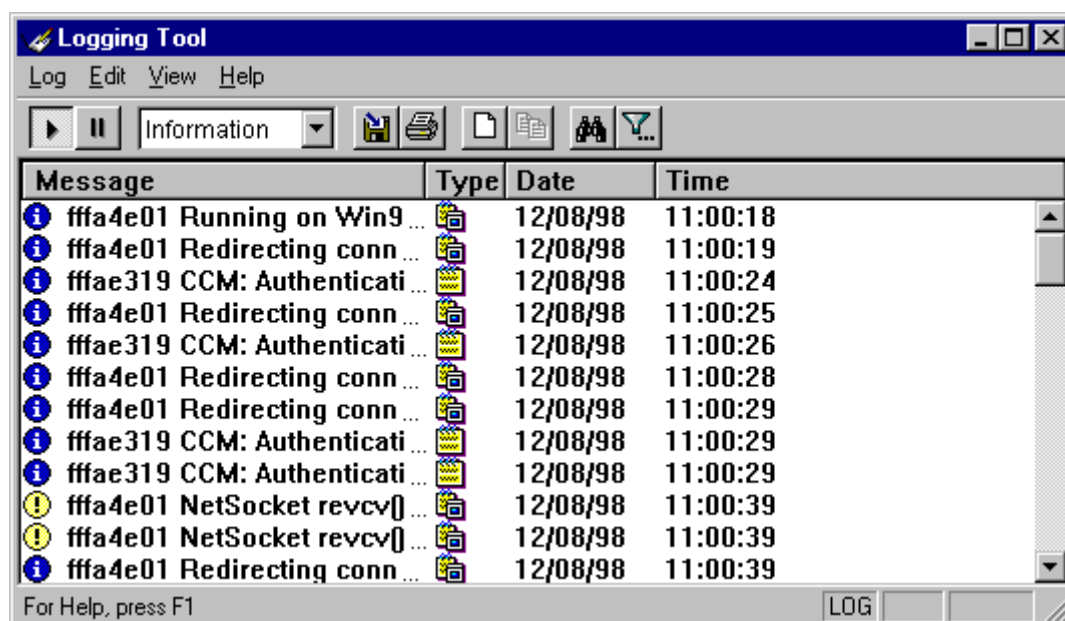 Logging Tool
Log Edit View Help
Information
Message Type Date Time
fffa4e01 Running on Win9... 12/08/98 11:00:18
fffa4e01 Redirecting conn... 12/08/98 11:00:19
fffae319 CCM: Authenticati... 12/08/98 11:00:24
fffa4e01 Redirecting conn... 12/08/98 11:00:25
fffae319 CCM: Authenticati... 12/08/98 11:00:26
fffa4e01 Redirecting conn... 12/08/98 11:00:28
fffa4e01 Redirecting conn... 12/08/98 11:00:29
fffae319 CCM: Authenticati... 12/08/98 11:00:29
fffae319 CCM: Authenticati... 12/08/98 11:00:29
fffa4e01 NetSocket revcv()... 12/08/98 11:00:39
fffa4e01 NetSocket revcv()... 12/08/98 11:00:39
fffa4e01 Redirecting conn... 12/08/98 11:00:39
For Help, press F1 LOG